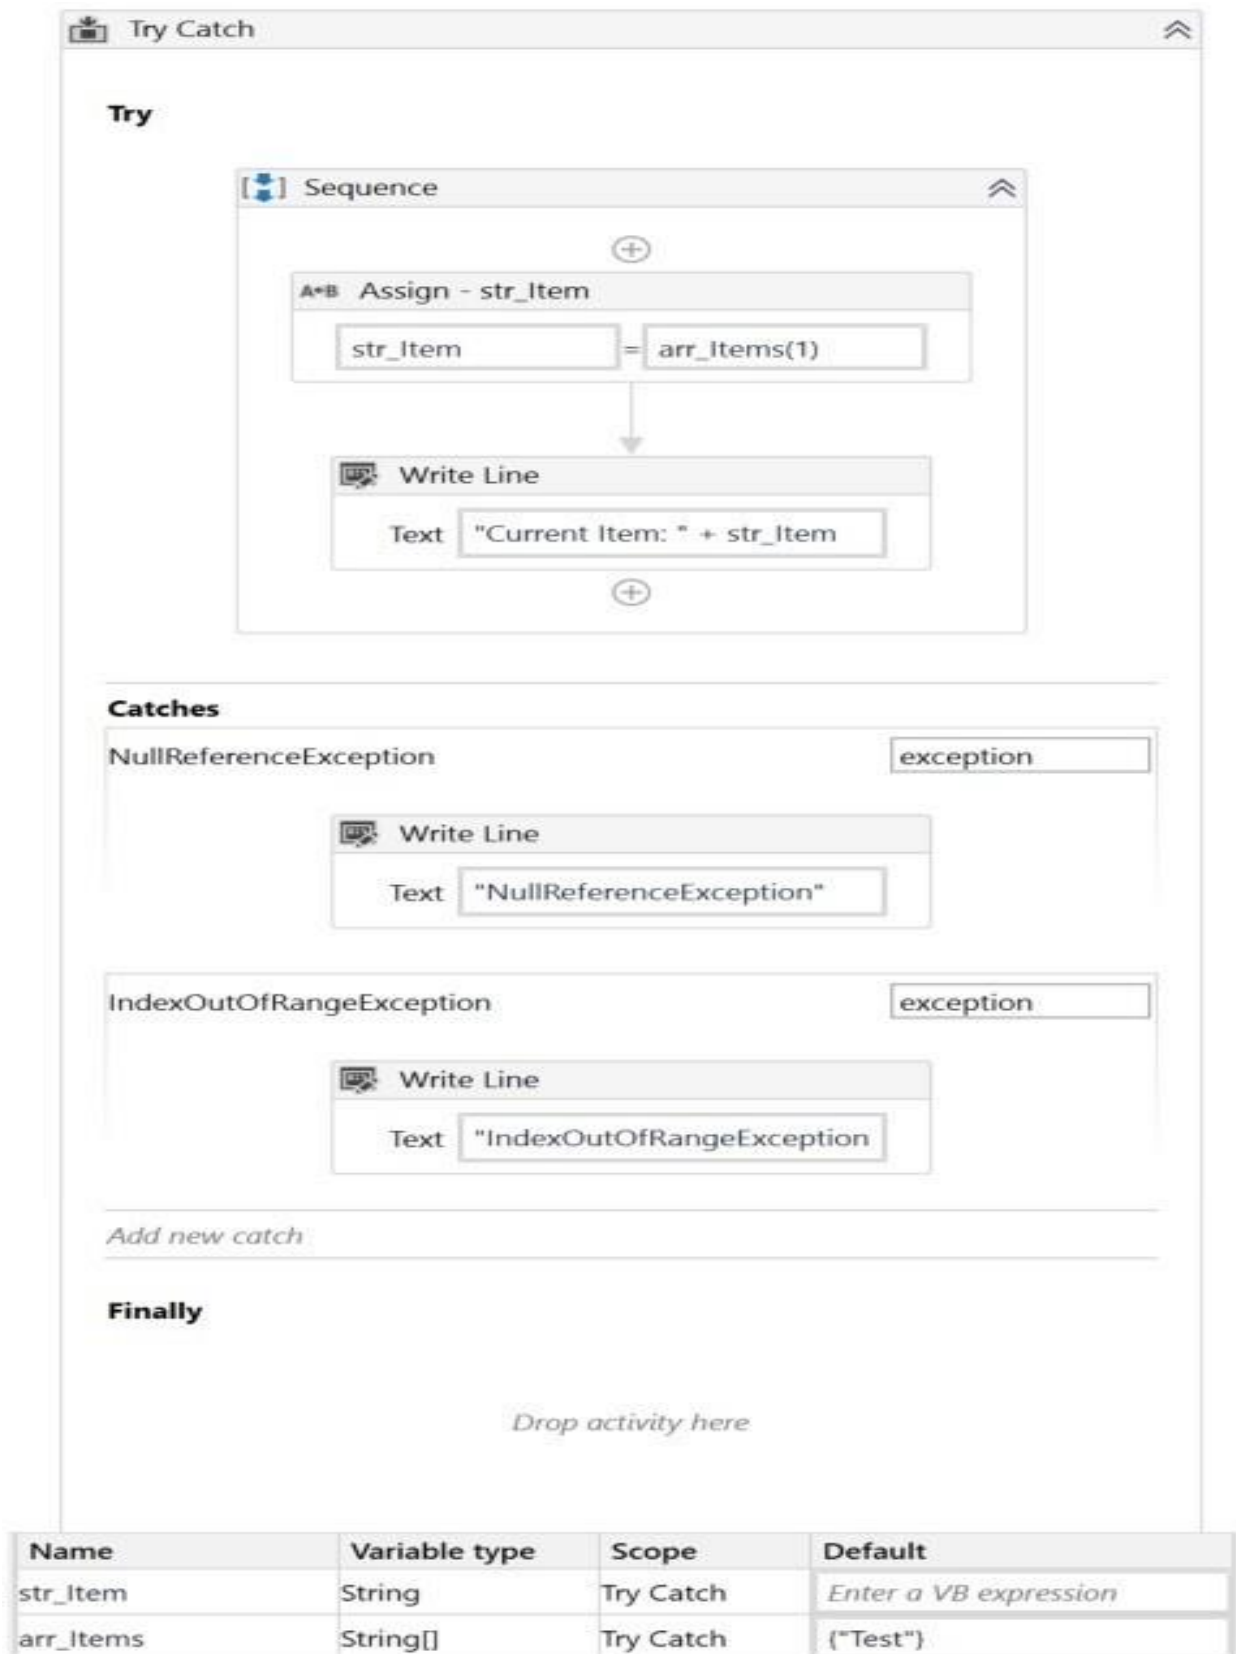 Try Catch
Try
Sequence
A•B Assign - str_Item
str_Item = arr_Items(1)
Write Line
Text "Current Item: " + str_Item
Catches
NullReferenceException exception
Write Line
Text "NullReferenceException"
IndexOutOfRangeException exception
Write Line
Text "IndexOutOfRangeException
Add new catch
Finally
Drop activity here
Name Variable type Scope Default
str_Item String Try Catch Enter a VB expression
arr_Items String[] Try Catch {"Test"}